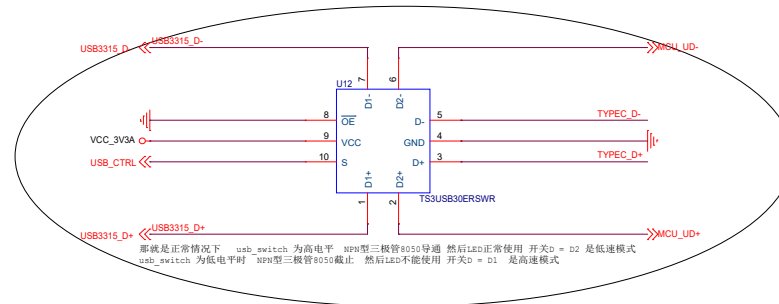 USB3315_D- USB3315_D- MCU_UD-
U12
7 6
D1- D2-
8 OE D- 5 TYPEC_D-
VCC_3V3A 9 VCC GND 4
USB_CTRL 10 S D+ 3 TYPEC_D+
D1+ D2+
1 2
TS3USB30ERSWR
USB3315_D+ USB3315_D+ MCU_UD+
那就是正常情况下 usb_switch 为高电平 NPN型三极管8050导通 然后LED正常使用 开关D = D2 是低速模式
usb_switch 为低电平时 NPN型三极管8050截止 然后LED不能使用 开关D = D1 是高速模式